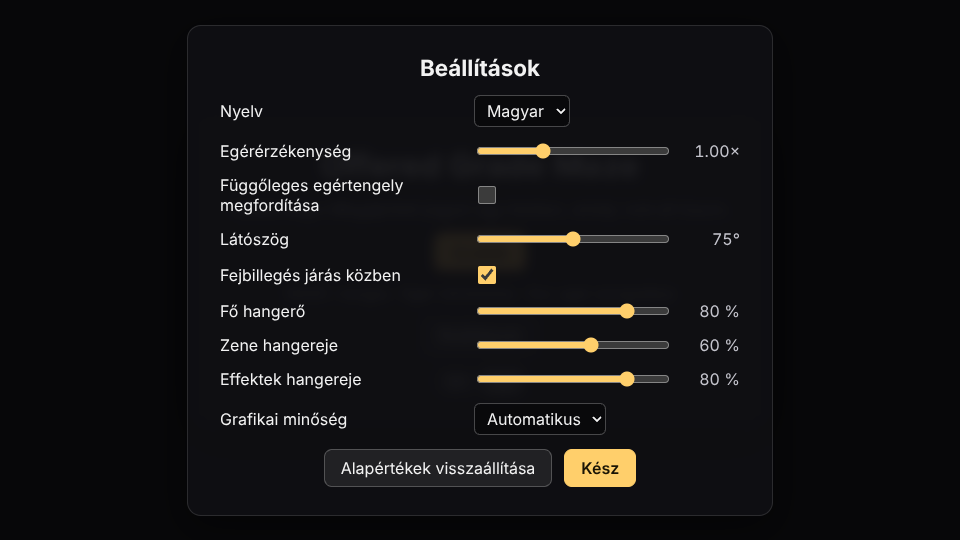 Beállítások
Nyelv Magyar
Egérérzékenység 1.00×
Függőleges egértengely
megfordítása
Látószög 75°
Fejbillegés járás közben
Fő hangerő 80 %
Zene hangereje 60 %
Effektek hangereje 80 %
Grafikai minőség Automatikus
Alapértékek visszaállítása Kész